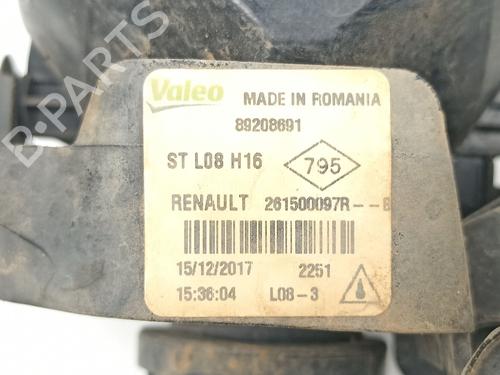 Valeo MADE IN ROMANIA
89208691
ST L08 H16 795
RENAULT 261500097R--B
15/12/2017 2251
15:36:04 L08-3